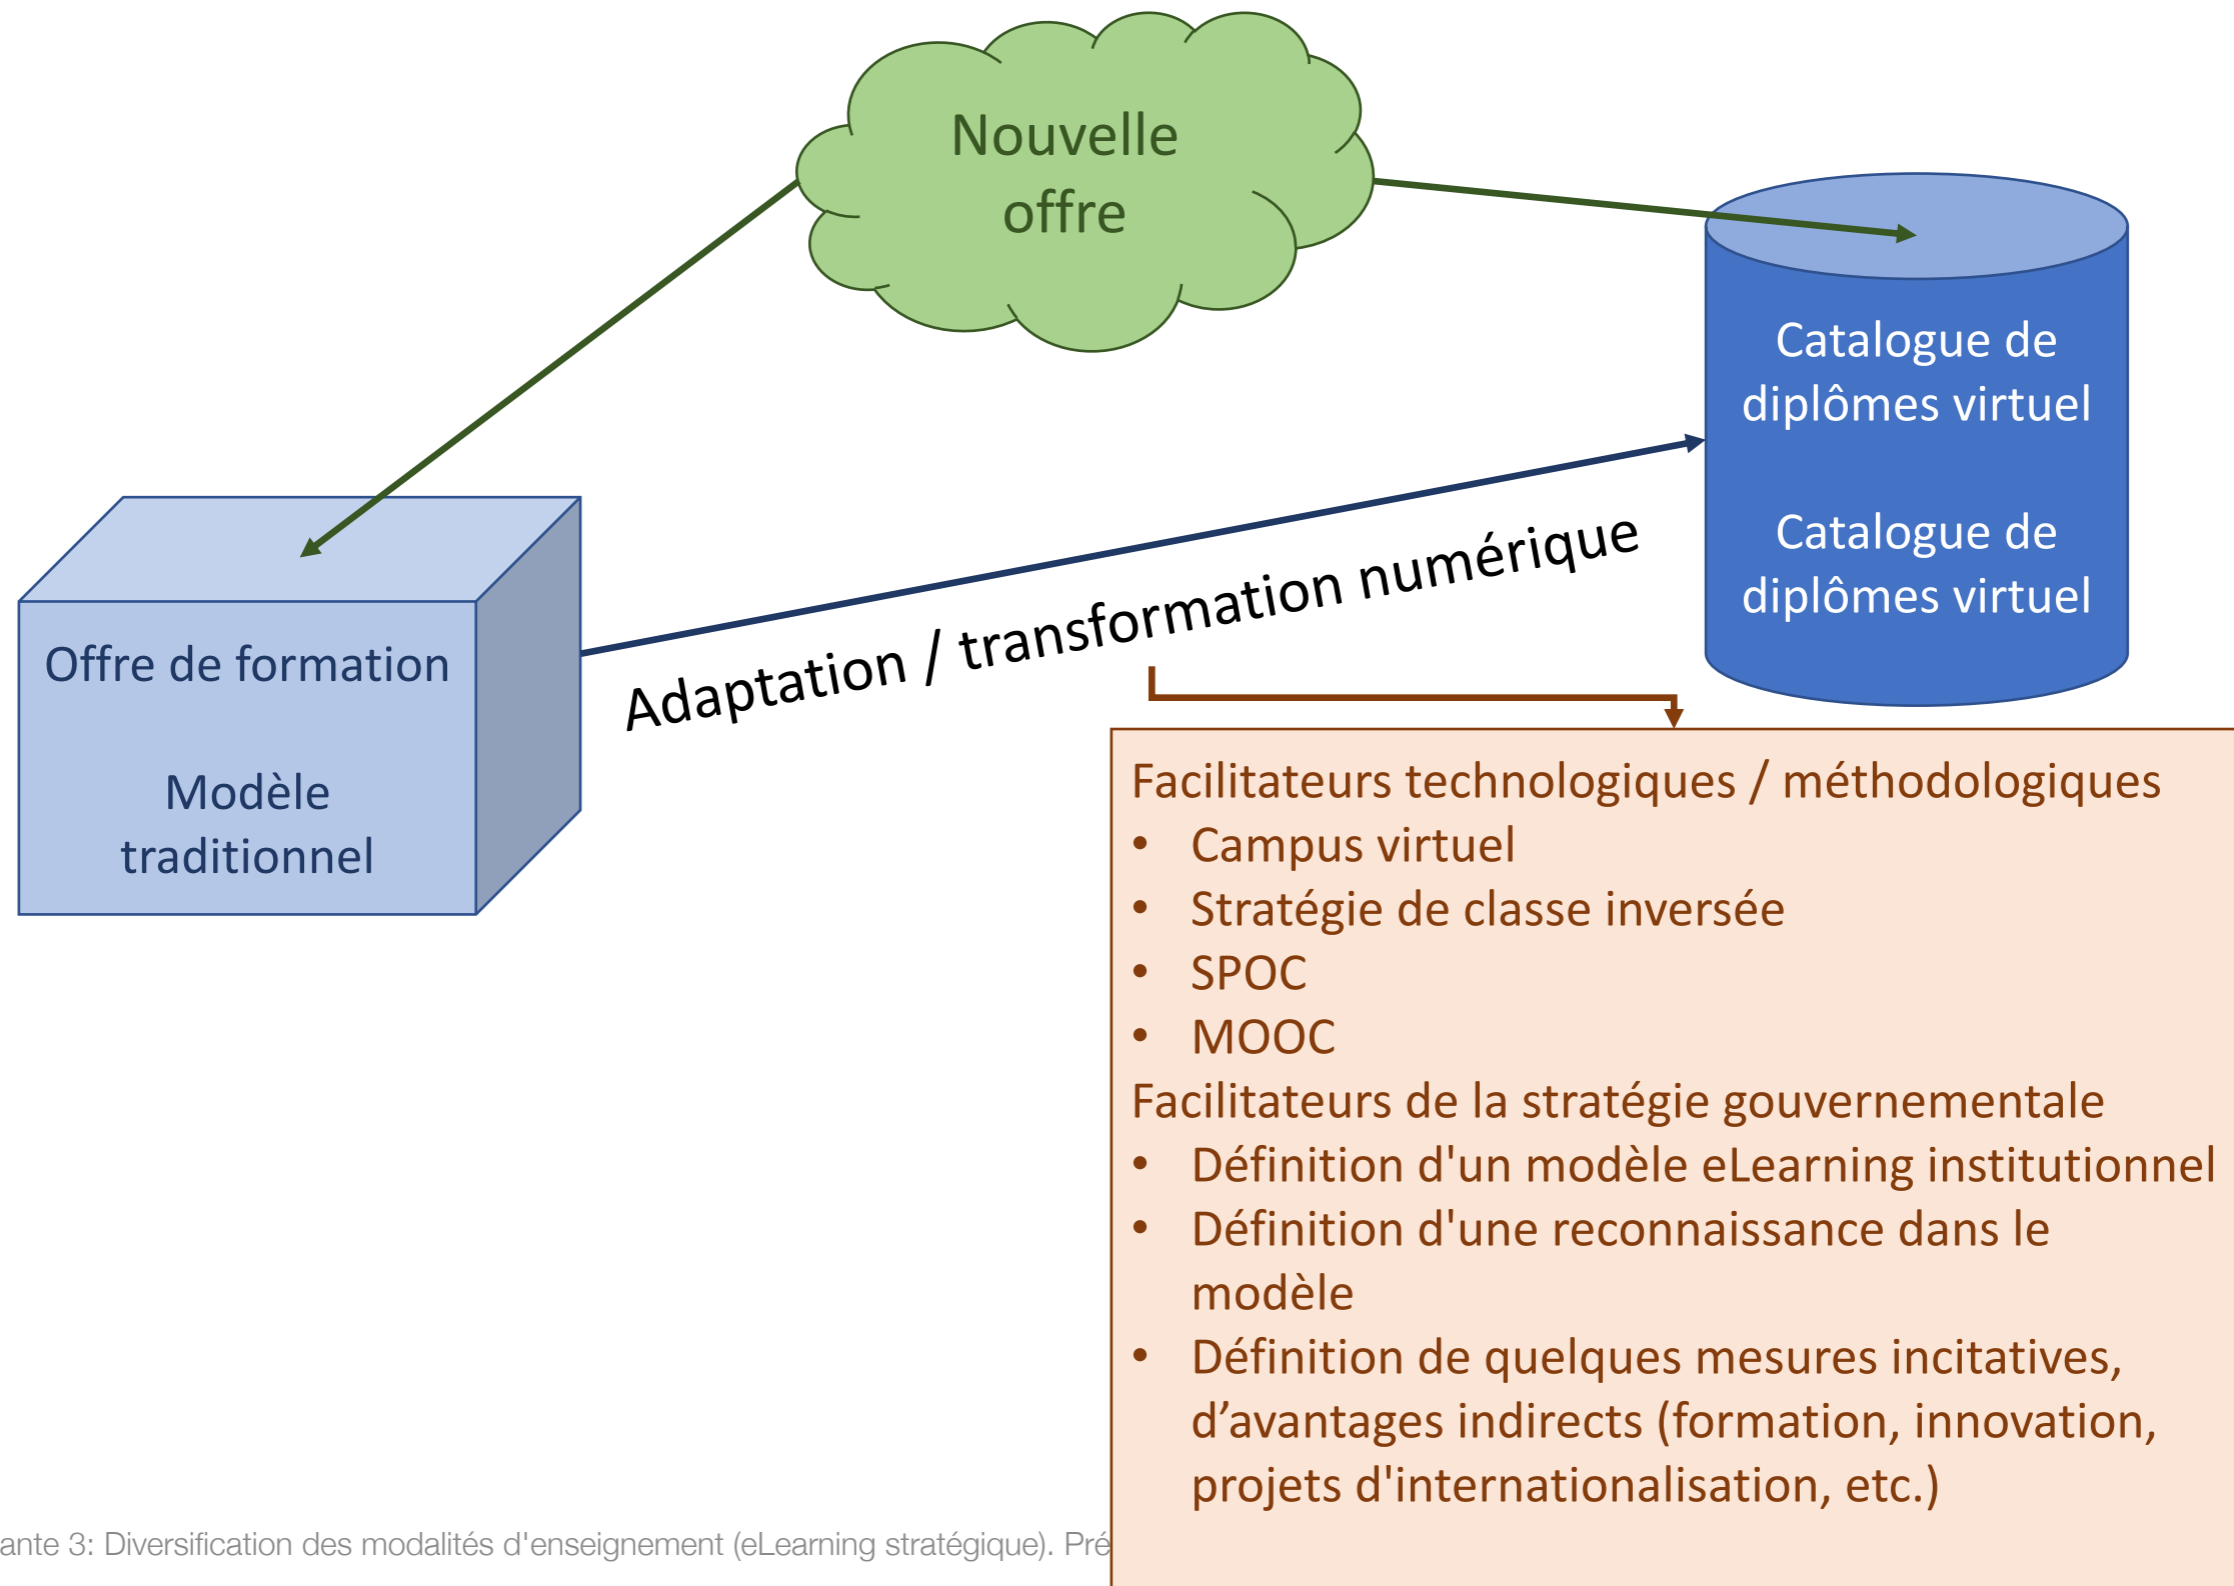 Nouvelle
offre
Catalogue de
diplômes virtuel
Catalogue de
diplômes virtuel
Adaptation / transformation numérique
Offre de formation
Modèle
traditionnel
Facilitateurs technologiques / méthodologiques
• Campus virtuel
• Stratégie de classe inversée
• SPOC
• MOOC
Facilitateurs de la stratégie gouvernementale
• Définition d'un modèle eLearning institutionnel
• Définition d'une reconnaissance dans le
modèle
• Définition de quelques mesures incitatives,
d’avantages indirects (formation, innovation,
projets d'internationalisation, etc.)
ante 3: Diversification des modalités d'enseignement (eLearning stratégique). Pré